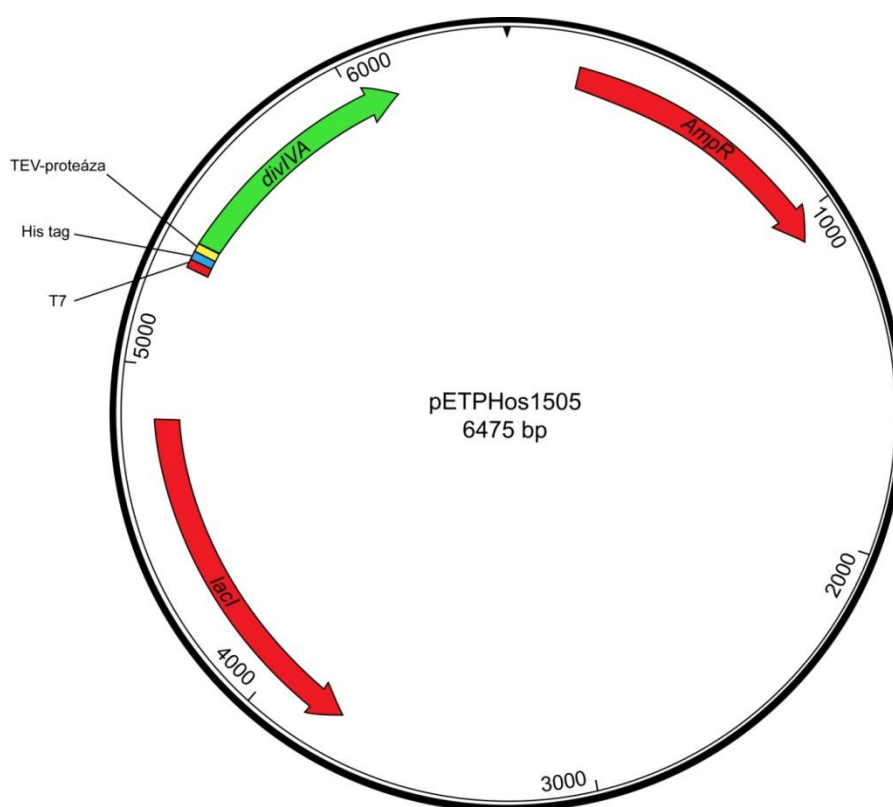 6000
divIVA
AmpR
TEV-proteáza
His tag
T7
1000
5000
pETPHos1505
6475 bp
lacI
2000
4000
3000